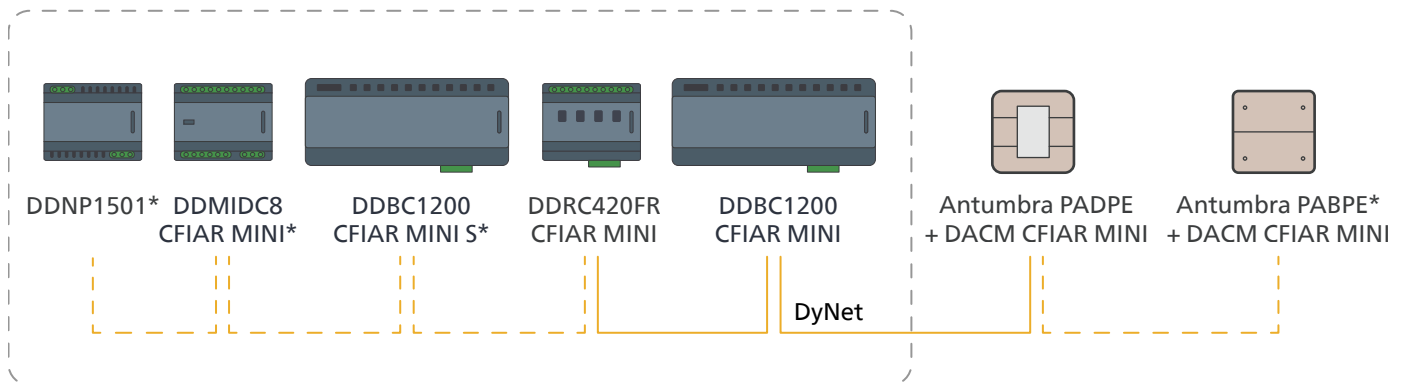 DDNP1501*
DDMIDC8
CFIAR MINI*
DDBC1200
CFIAR MINI S*
DDRC420FR
CFIAR MINI
DDBC1200
CFIAR MINI
Antumbra PADPE
+ DACM CFIAR MINI
Antumbra PABPE*
+ DACM CFIAR MINI
DyNet